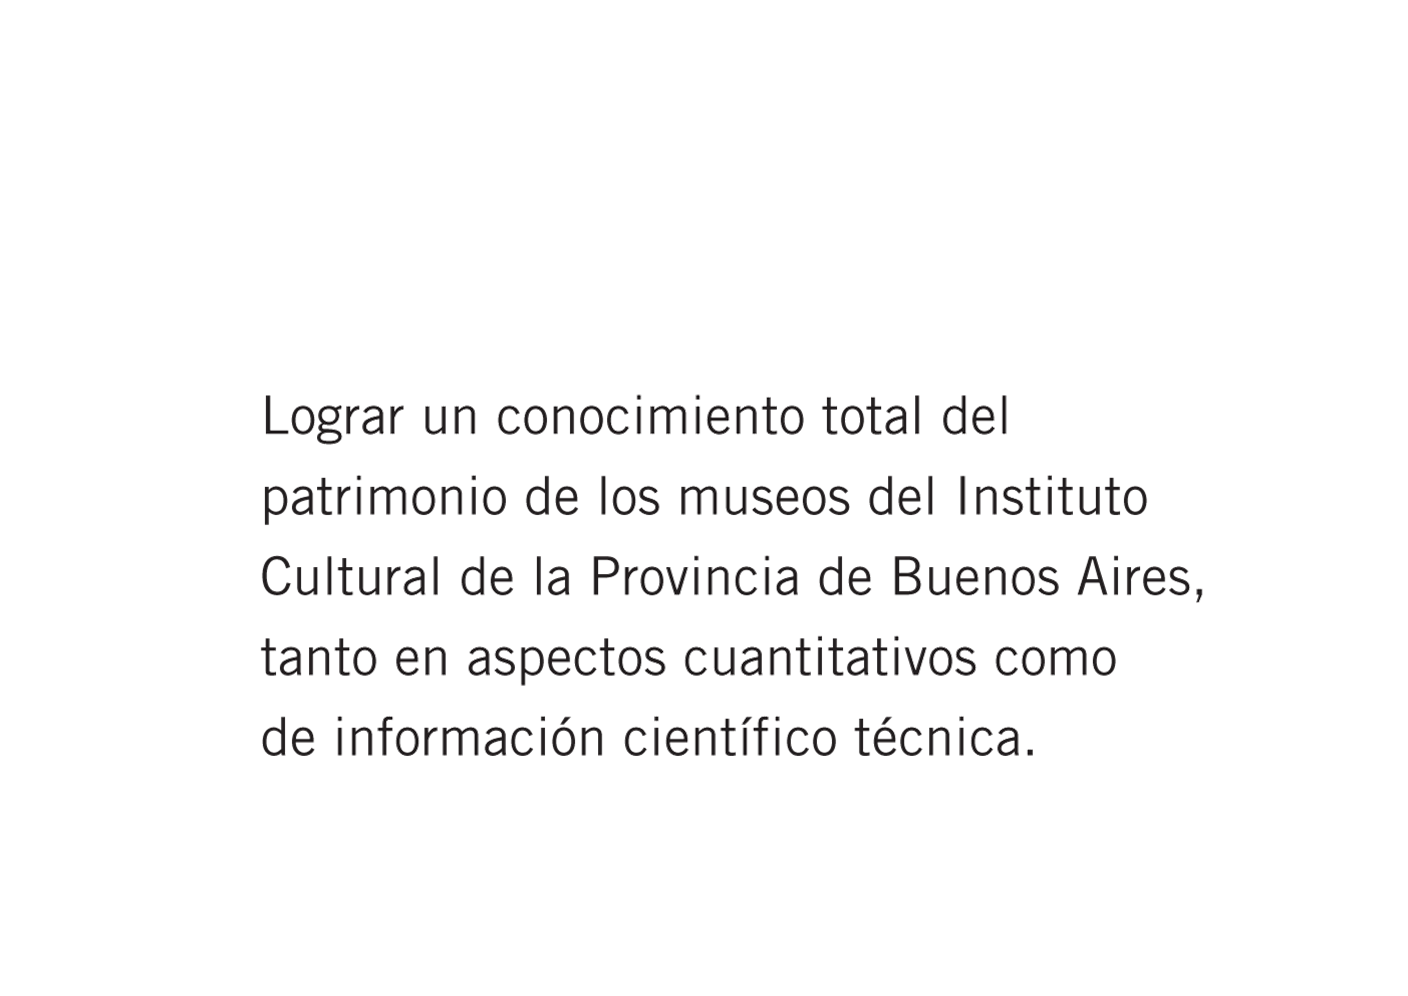 Lograr un conocimiento total del
patrimonio de los museos del Instituto
Cultural de la Provincia de Buenos Aires,
tanto en aspectos cuantitativos como
de información científico técnica.